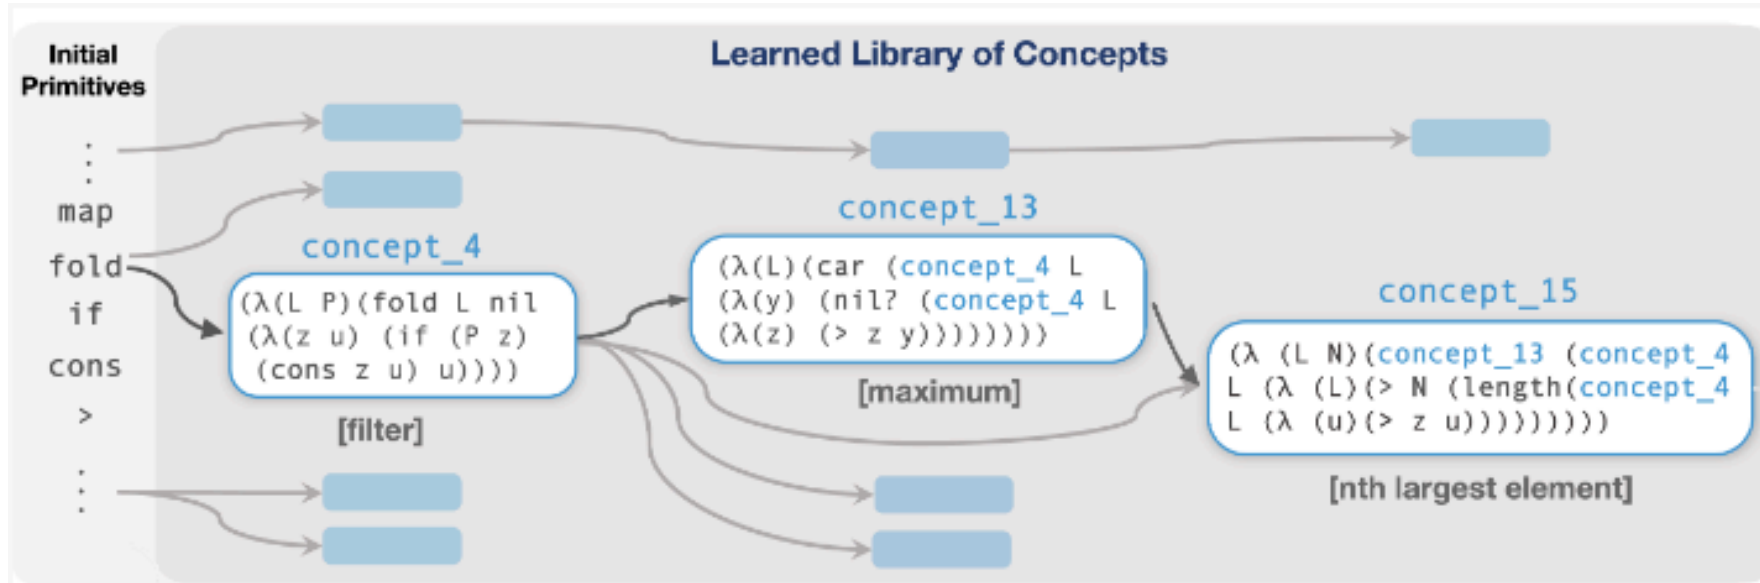 Initial
Primitives
⋮
map
fold
if
cons
>
⋮
Learned Library of Concepts
concept_4
(λ(L P)(fold L nil
(λ(z u) (if (P z)
(cons z u) u))))
[filter]
concept_13
(λ(L)(car (concept_4 L
(λ(y) (nil? (concept_4 L
(λ(z) (> z y))))))))
[maximum]
concept_15
(λ (L N)(concept_13 (concept_4
L (λ (L)(> N (length(concept_4
L (λ (u)(> z u)))))))))
[nth largest element]